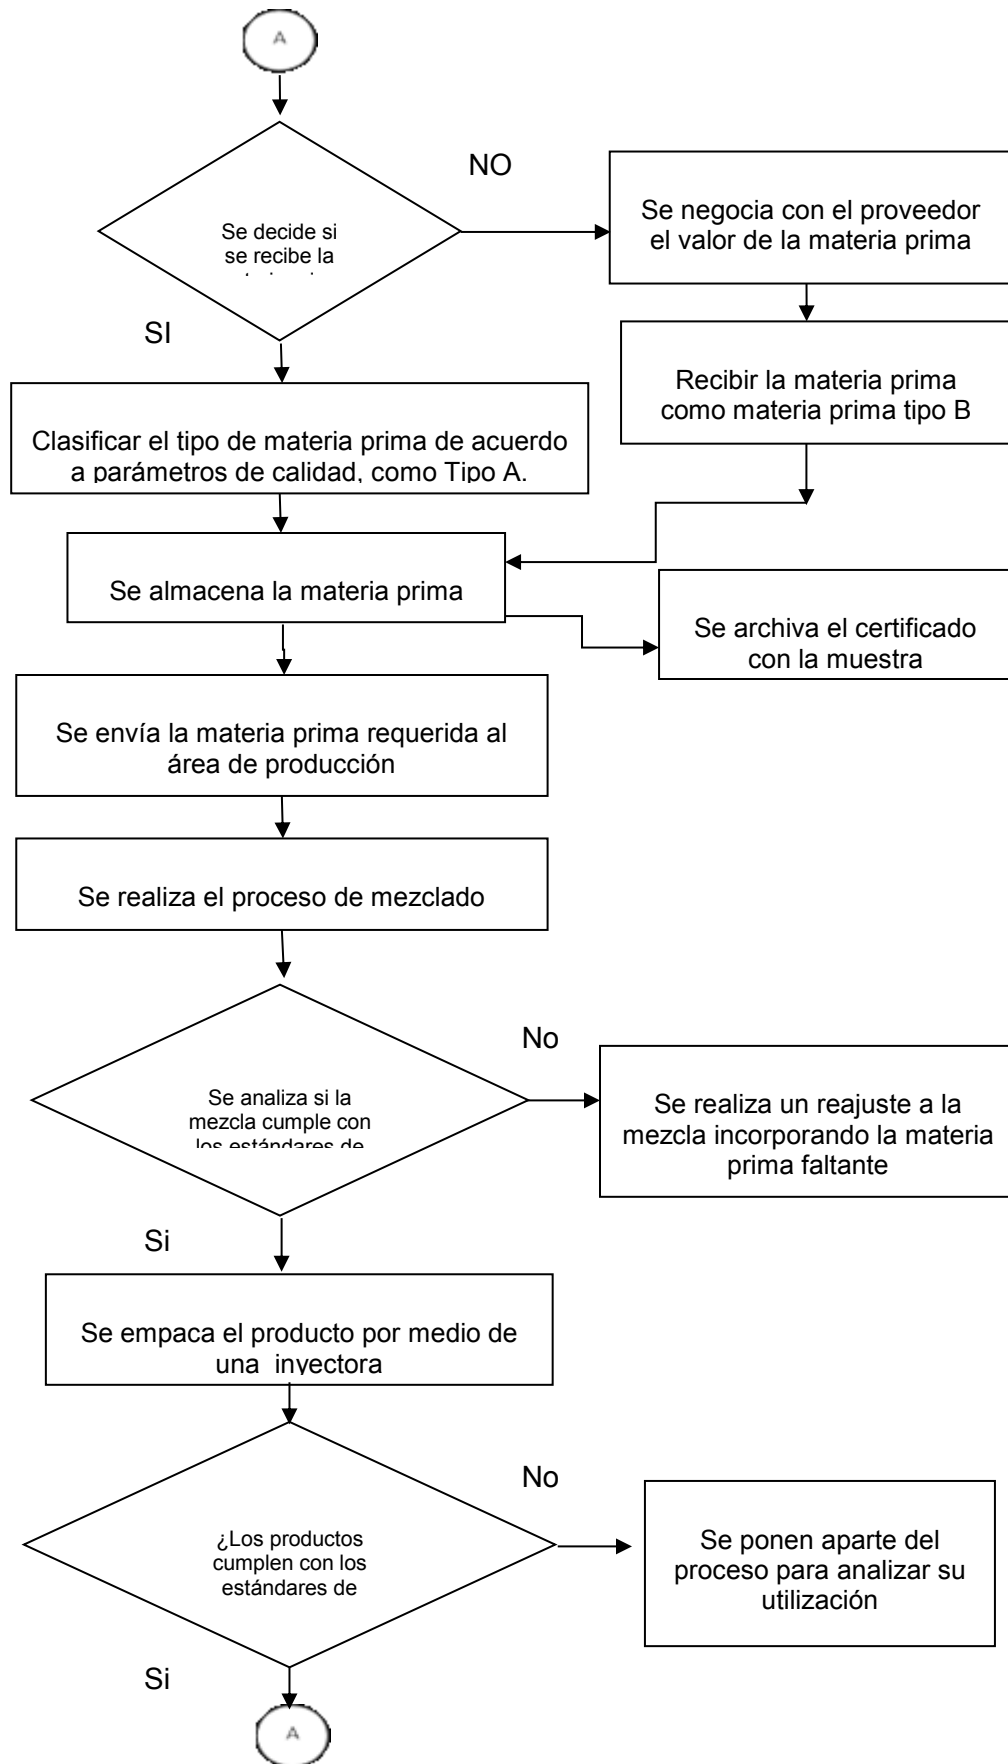 A
NO
Se decide si
se recibe la
Se negocia con el proveedor
el valor de la materia prima
SI
Recibir la materia prima
como materia prima tipo B
Clasificar el tipo de materia prima de acuerdo
a parámetros de calidad, como Tipo A.
Se almacena la materia prima
Se archiva el certificado
con la muestra
Se envía la materia prima requerida al
área de producción
Se realiza el proceso de mezclado
No
Se analiza si la
mezcla cumple con
los estándares de
Se realiza un reajuste a la
mezcla incorporando la materia
prima faltante
Si
Se empaca el producto por medio de
una inyectora
No
¿Los productos
cumplen con los
estándares de
Se ponen aparte del
proceso para analizar su
utilización
Si
A